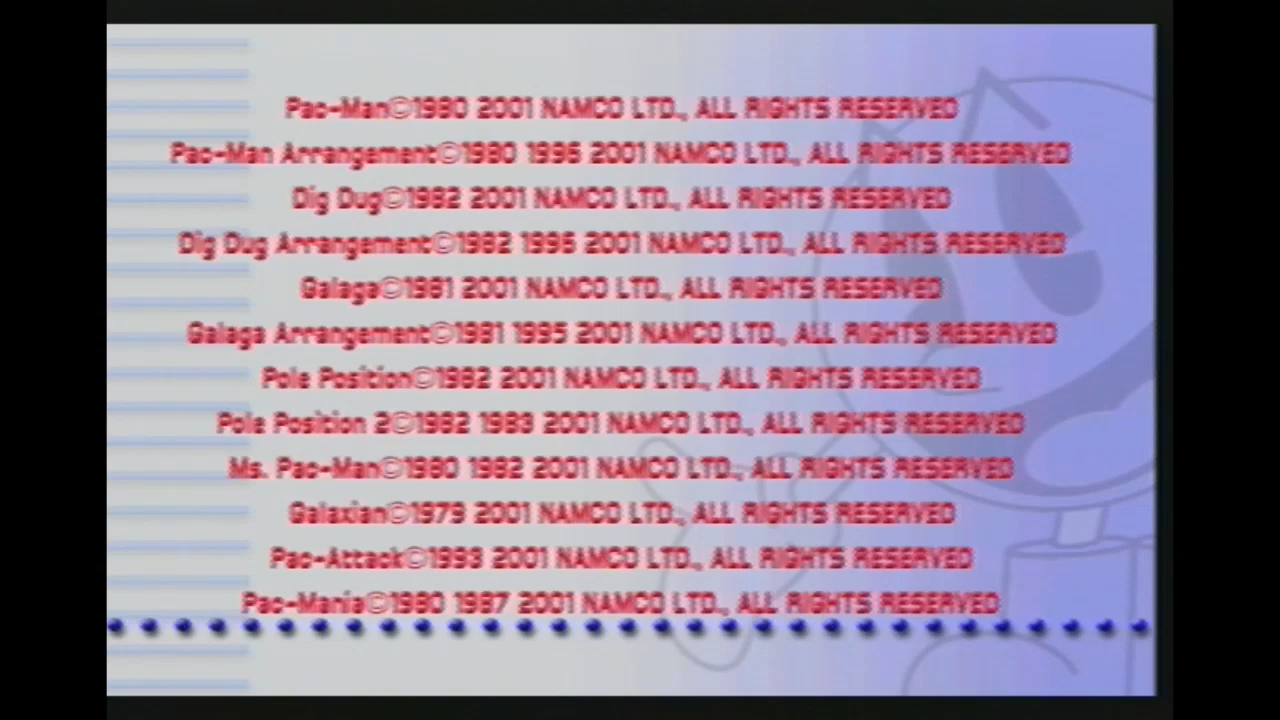 Pac-Man©1980 2001 NAMCO LTD., ALL RIGHTS RESERVED
Pac-Man Arrangement©1980 1996 2001 NAMCO LTD., ALL RIGHTS RESERVED
Dig Dug©1982 2001 NAMCO LTD., ALL RIGHTS RESERVED
Dig Dug Arrangement©1982 1996 2001 NAMCO LTD., ALL RIGHTS RESERVED
Galaga©1981 2001 NAMCO LTD., ALL RIGHTS RESERVED
Galaga Arrangement©1981 1995 2001 NAMCO LTD., ALL RIGHTS RESERVED
Pole Position©1982 2001 NAMCO LTD., ALL RIGHTS RESERVED
Pole Position 2©1982 1983 2001 NAMCO LTD., ALL RIGHTS RESERVED
Ms. Pac-Man©1980 1982 2001 NAMCO LTD., ALL RIGHTS RESERVED
Galaxian©1979 2001 NAMCO LTD., ALL RIGHTS RESERVED
Pac-Attack©1993 2001 NAMCO LTD., ALL RIGHTS RESERVED
Pac-Mania©1980 1987 2001 NAMCO LTD., ALL RIGHTS RESERVED